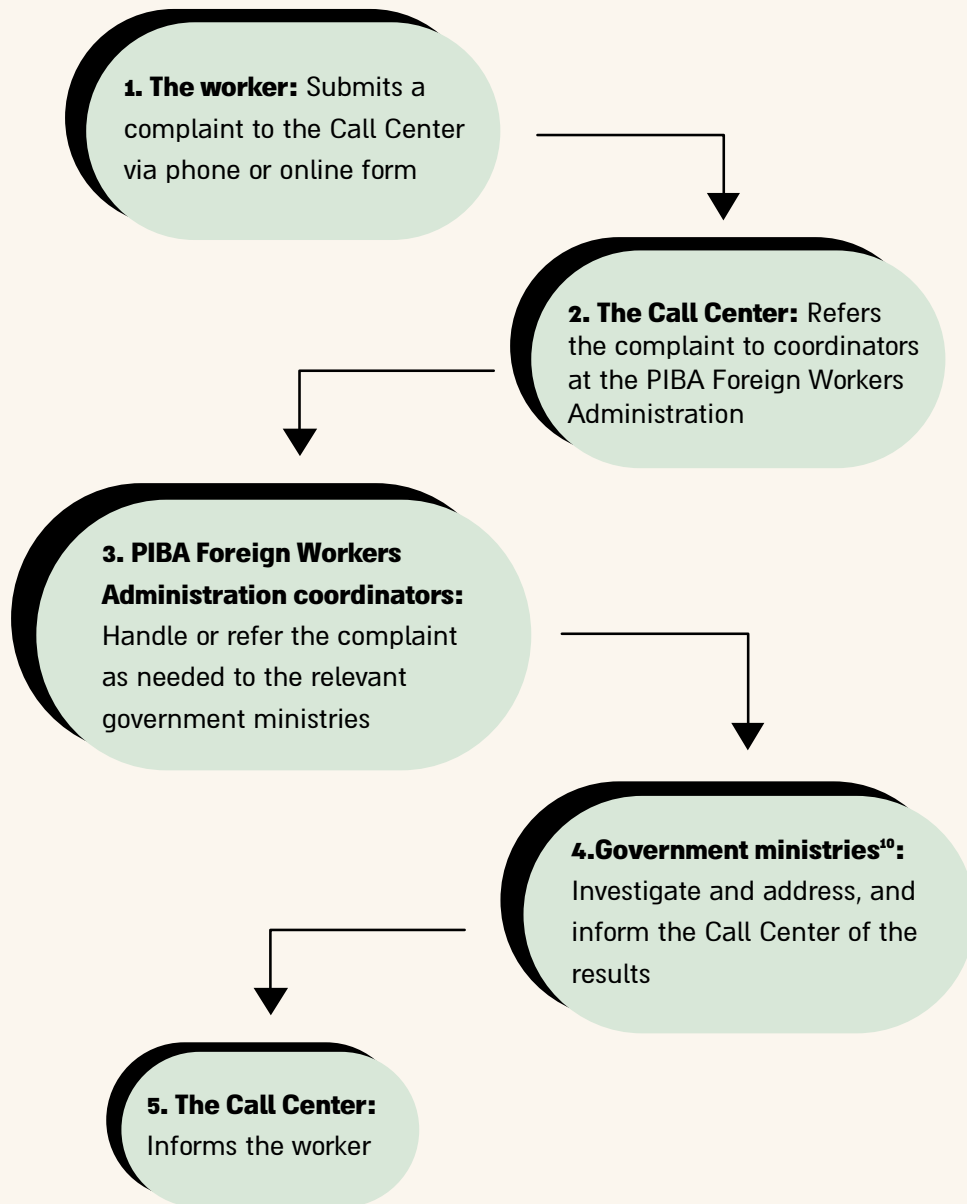 1. The worker: Submits a
complaint to the Call Center
via phone or online form
2. The Call Center: Refers
the complaint to coordinators
at the PIBA Foreign Workers
Administration
3. PIBA Foreign Workers
Administration coordinators:
Handle or refer the complaint
as needed to the relevant
government ministries
4.Government ministries¹⁰:
Investigate and address, and
inform the Call Center of the
results
5. The Call Center:
Informs the worker